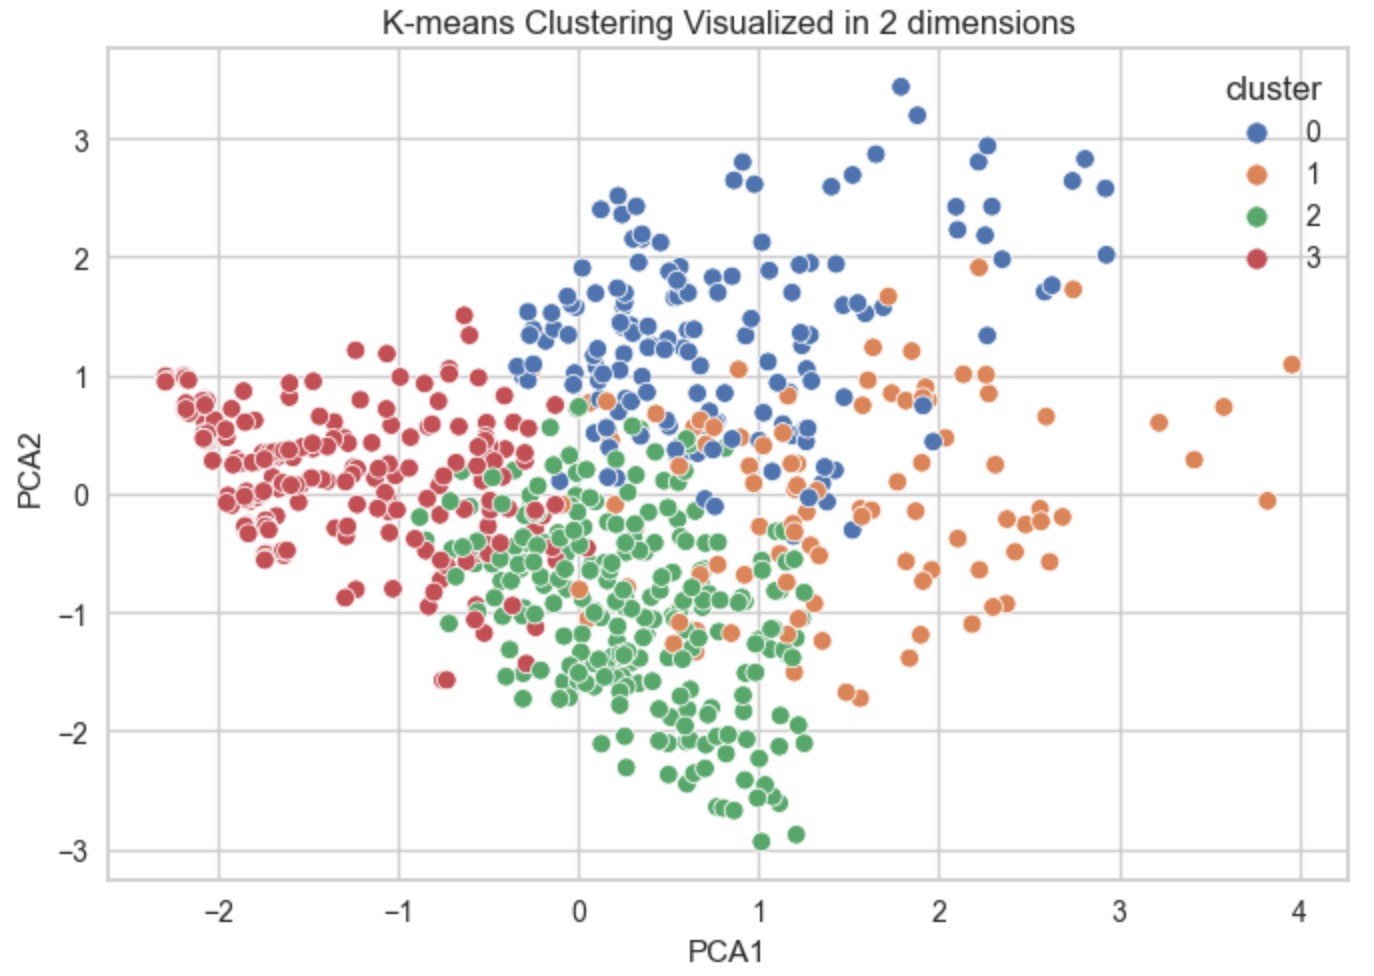 K-means Clustering Visualized in 2 dimensions
cluster
0
1
2
3
3
2
1
0
−1
−2
−3
PCA2
−2 −1 0 1 2 3 4
PCA1